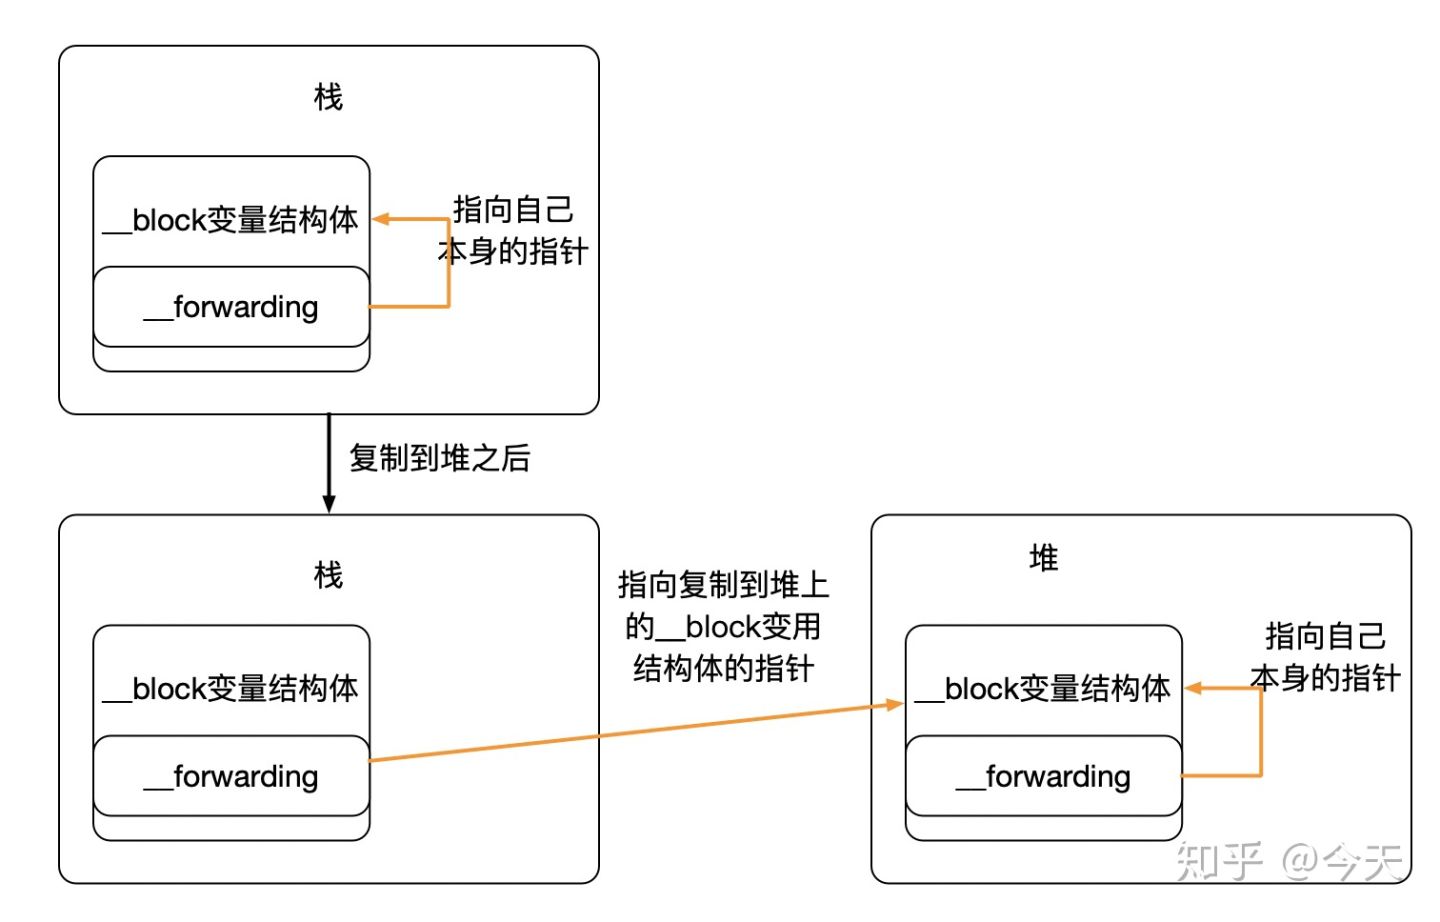 栈
__block变量结构体
指向自己
本身的指针
__forwarding
复制到堆之后
栈
__block变量结构体
__forwarding
指向复制到堆上
的__block变用
结构体的指针
堆
__block变量结构体
指向自己
本身的指针
__forwarding
知乎 @今天